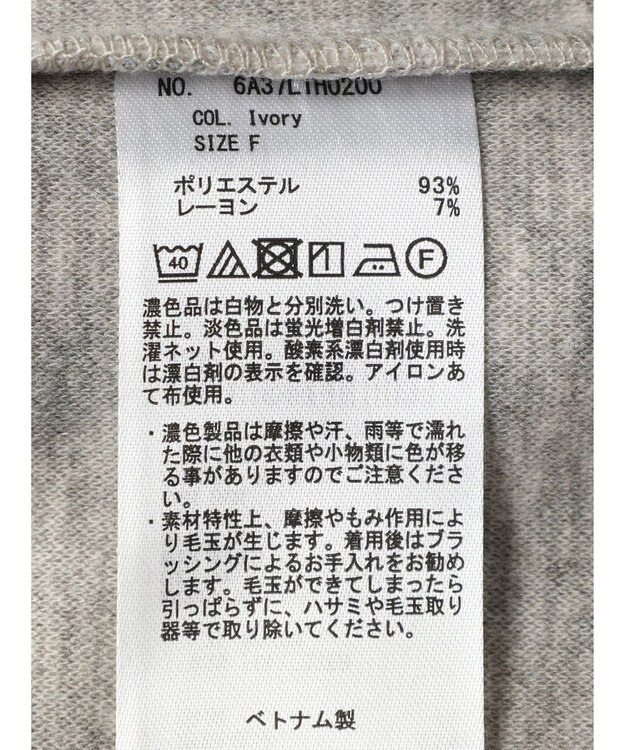 NO. 6A37L1H0200
COL. Ivory
SIZE F
ポリエステル 93%
レーヨン 7%
40 F
濃色品は白物と分別洗い。つけ置き
禁止。淡色品は蛍光増白剤禁止。洗
濯ネット使用。酸素系漂白剤使用時
は漂白剤の表示を確認。アイロンあ
て布使用。
・濃色製品は摩擦や汗、雨等で濡れ
た際に他の衣類や小物類に色が移
る事がありますのでご注意くださ
い。
・素材特性上、摩擦やもみ作用によ
り毛玉が生じます。着用後はブラ
ッシングによるお手入れをお勧め
します。毛玉ができてしまったら
引っぱらずに、ハサミや毛玉取り
器等で取り除いてください。
ベトナム製